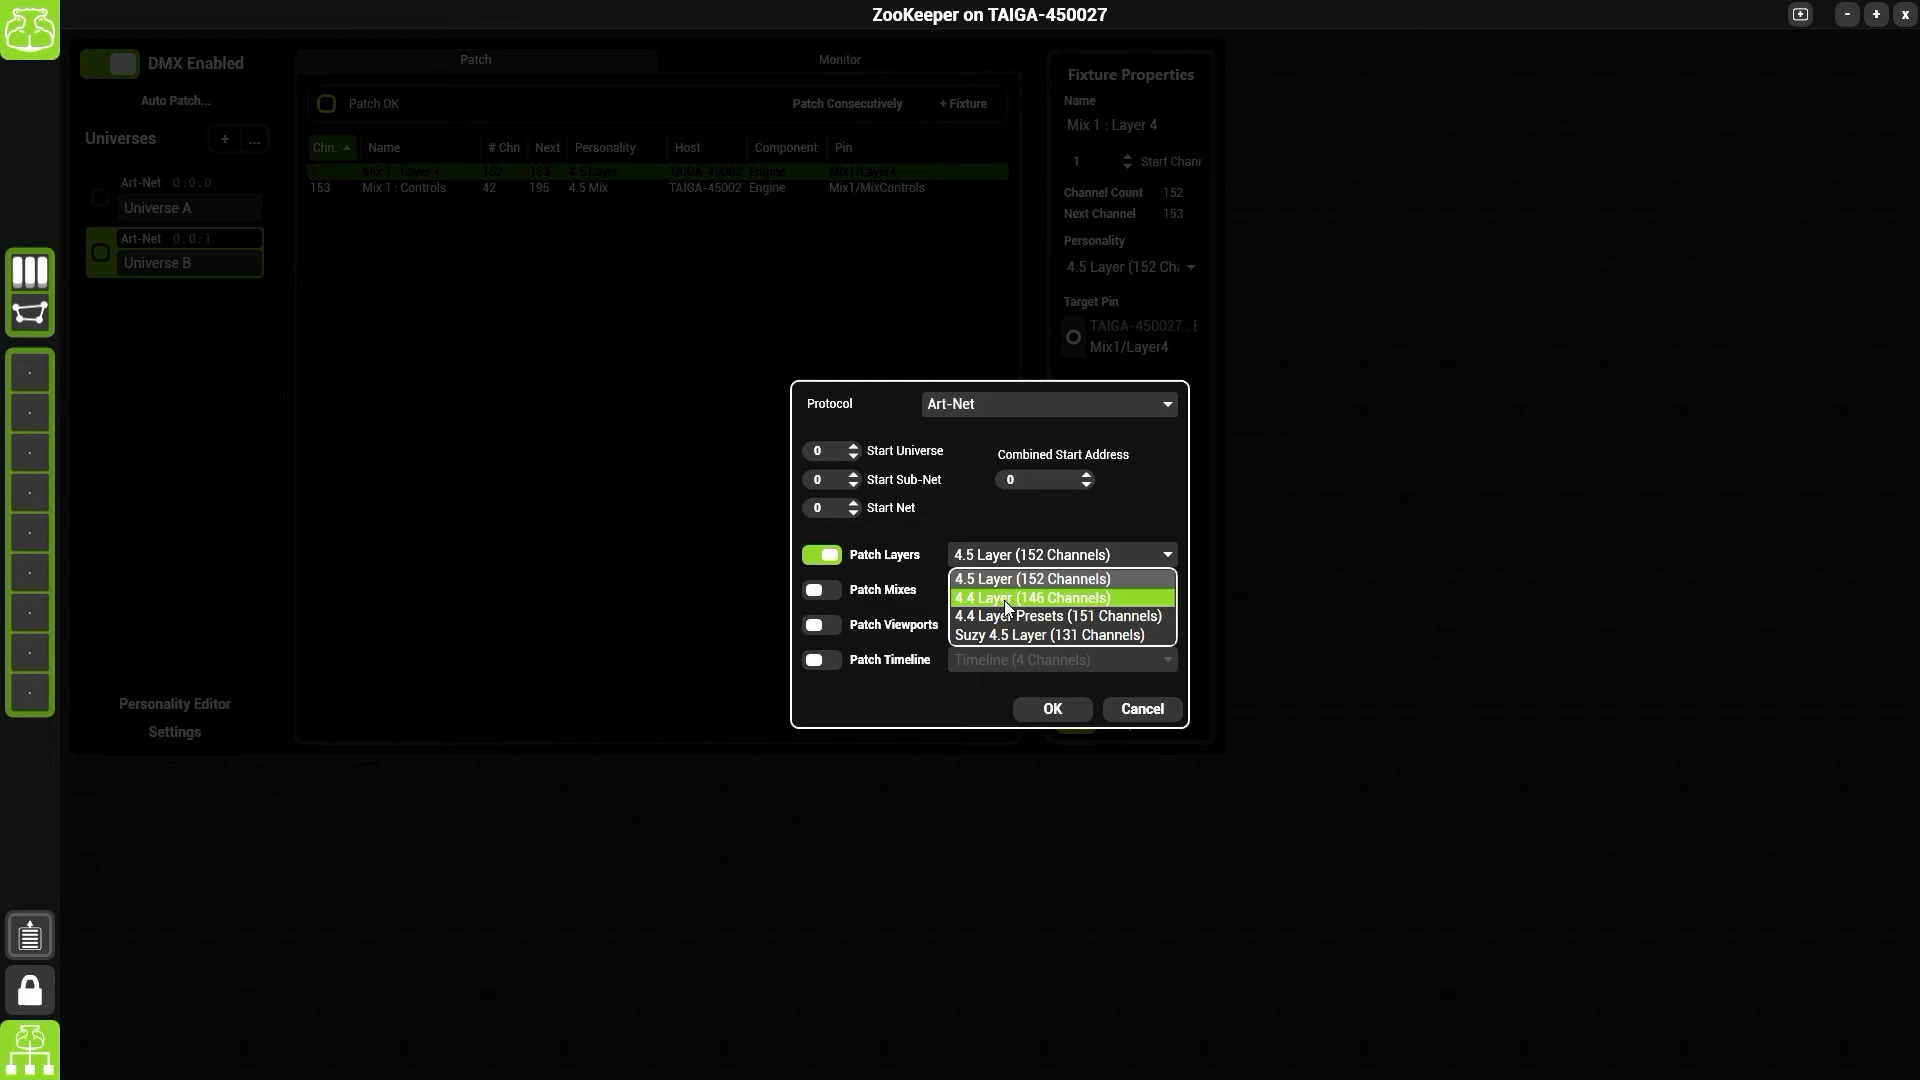 ZooKeeper on TAIGA-450027
- + x
DMX Enabled
Auto Patch...
Universes + ...
Art-Net 0 : 0 : 0
Universe A
Art-Net 0 : 0 : 1
Universe B
Personality Editor
Settings
Patch Monitor
Patch OK Patch Consecutively + Fixture
Chn. Name # Chn Next Personality Host Component Pin
1 Mix 1 : Layer 4 152 153 4.5 Layer TAIGA-45002 Engine Mix1/Layer4
153 Mix 1 : Controls 42 195 4.5 Mix TAIGA-45002 Engine Mix1/MixControls
Fixture Properties
Name
Mix 1 : Layer 4
1 Start Chan
Channel Count 152
Next Channel 153
Personality
4.5 Layer (152 Ch
Target Pin
TAIGA-450027 : E
Mix1/Layer4
Protocol Art-Net
0 Start Universe
Combined Start Address
0 Start Sub-Net 0
0 Start Net
Patch Layers 4.5 Layer (152 Channels)
4.5 Layer (152 Channels)
4.4 Layer (146 Channels)
4.4 Layer Presets (151 Channels)
Suzy 4.5 Layer (131 Channels)
Patch Mixes
Patch Viewports
Patch Timeline Timeline (4 Channels)
OK Cancel